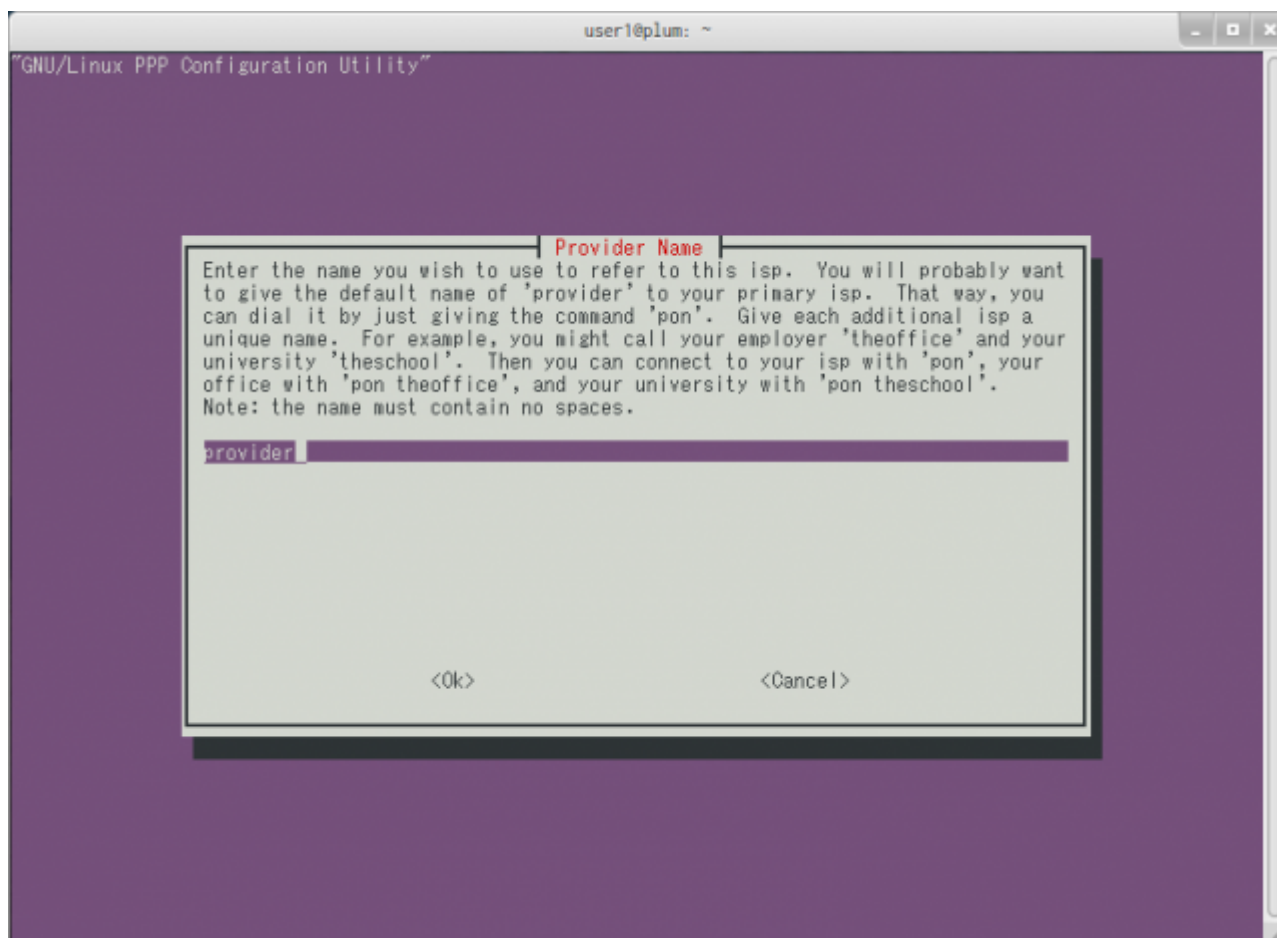 user1@plum: ~
"GNU/Linux PPP Configuration Utility"
Provider Name
Enter the name you wish to use to refer to this isp.  You will probably want
to give the default name of 'provider' to your primary isp.  That way, you
can dial it by just giving the command 'pon'.  Give each additional isp a
unique name.  For example, you might call your employer 'theoffice' and your
university 'theschool'.  Then you can connect to your isp with 'pon', your
office with 'pon theoffice', and your university with 'pon theschool'.
Note: the name must contain no spaces.
provider_
<Ok> <Cancel>